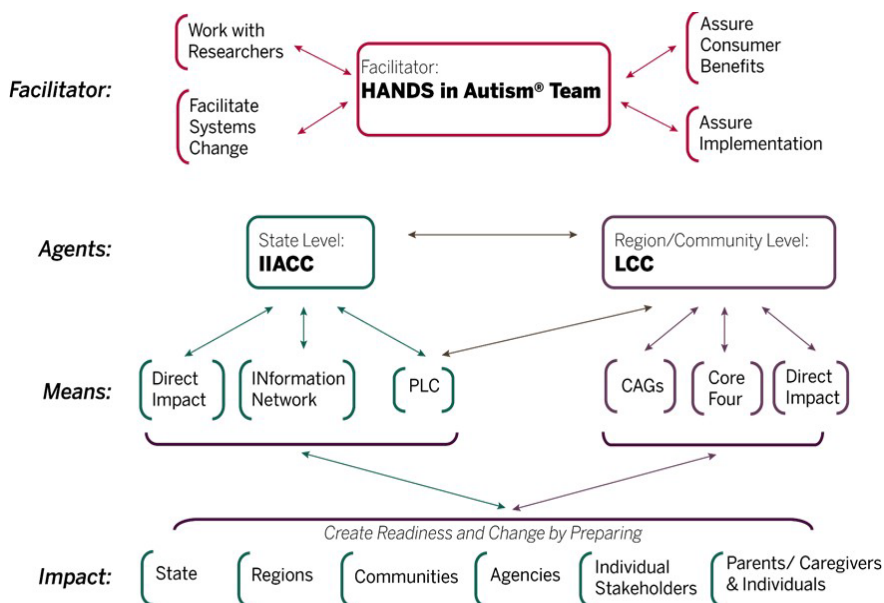 Facilitator:
Work with
Researchers
Facilitate
Systems
Change
Facilitator:
HANDS in Autism® Team
Assure
Consumer
Benefits
Assure
Implementation
Agents:
State Level:
IIACC
Region/Community Level:
LCC
Means:
Direct
Impact
INformation
Network
PLC
CAGs
Core
Four
Direct
Impact
Create Readiness and Change by Preparing
Impact:
State
Regions
Communities
Agencies
Individual
Stakeholders
Parents/ Caregivers
& Individuals